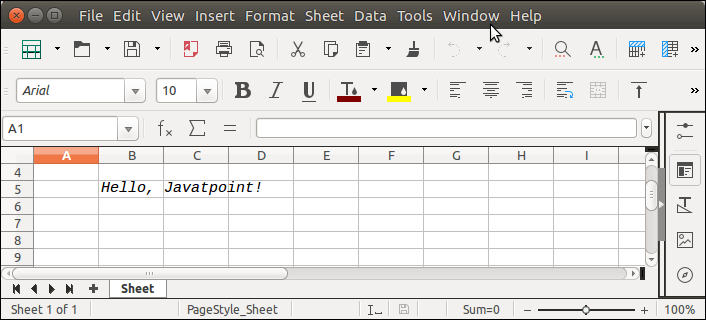 File Edit View Insert Format Sheet Data Tools Window Help
Arial 10 B I U
A1 fx Σ =
A B C D E F G H I
4
5 Hello, Javatpoint!
6
7
8
9
Sheet
Sheet 1 of 1 PageStyle_Sheet Sum=0 100%